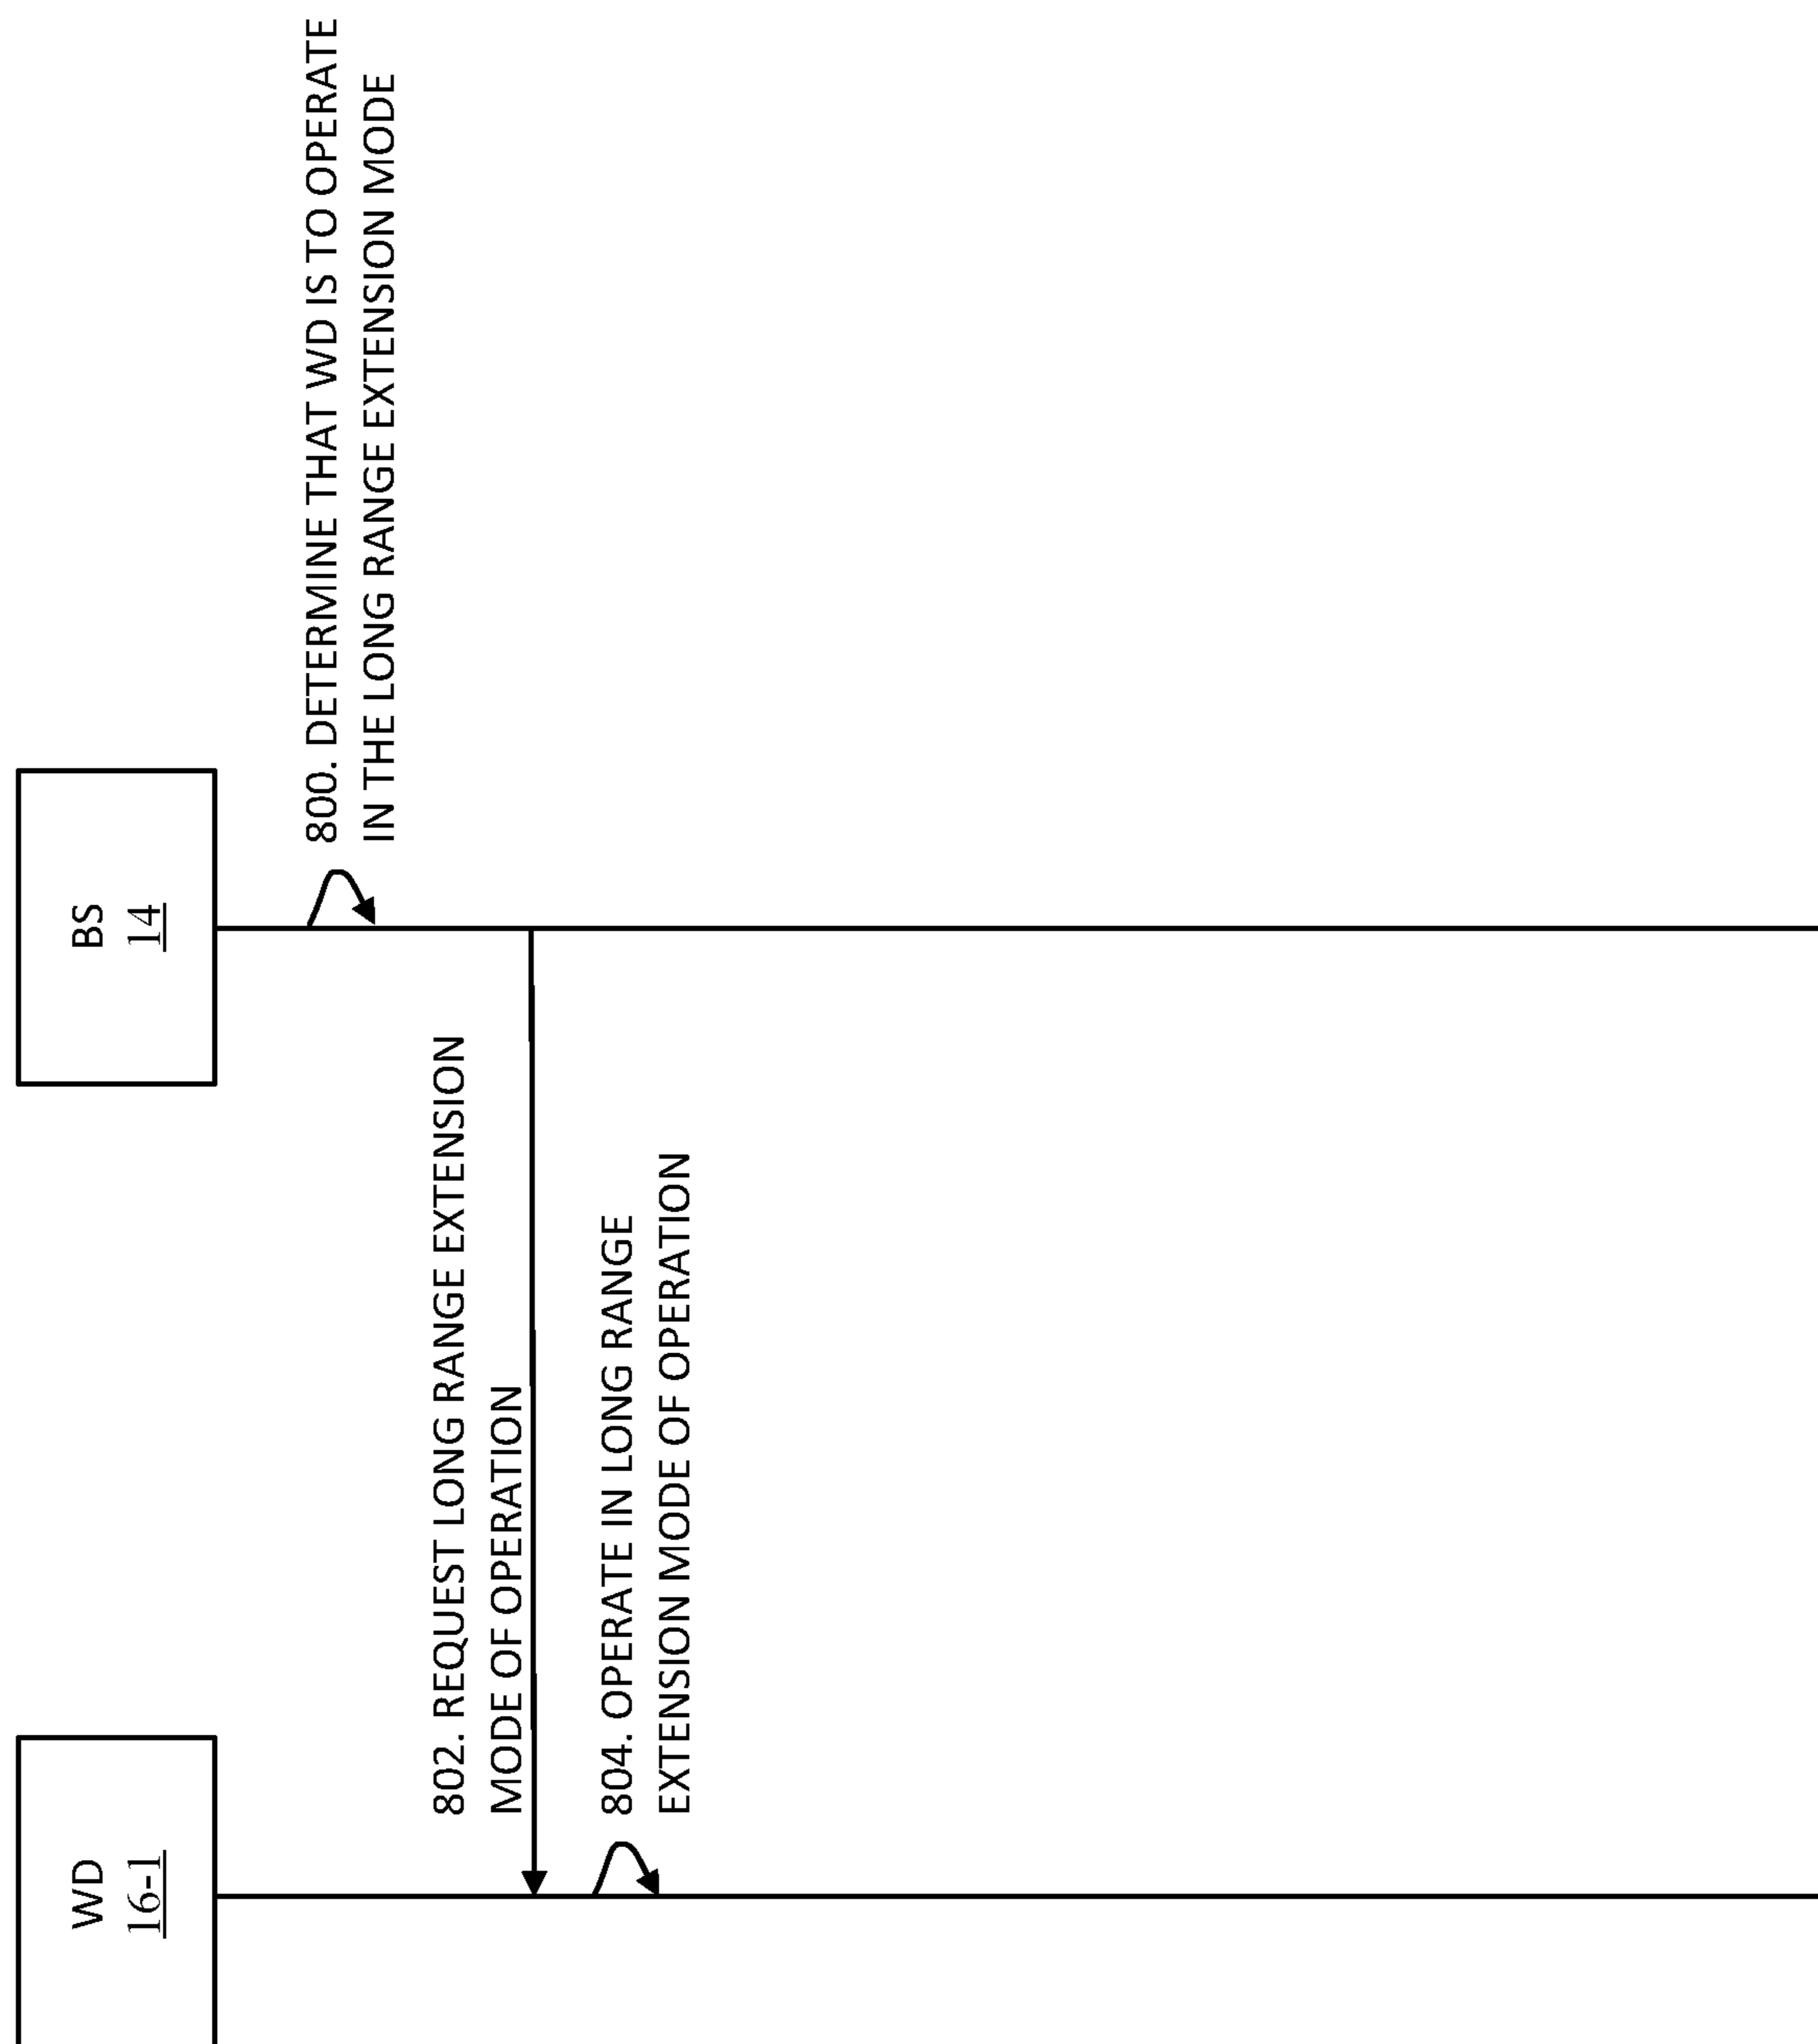 WD
16-1
BS
14
800. DETERMINE THAT WD IS TO OPERATE
IN THE LONG RANGE EXTENSION MODE
802. REQUEST LONG RANGE EXTENSION
MODE OF OPERATION
804. OPERATE IN LONG RANGE
EXTENSION MODE OF OPERATION